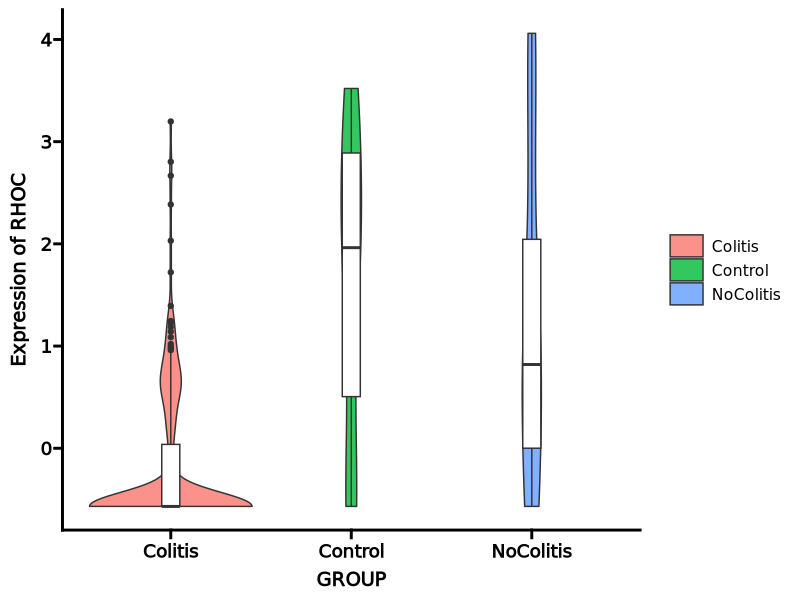 4
3
2
1
0
Expression of RHOC
Colitis
Control
NoColitis
GROUP
Colitis
Control
NoColitis